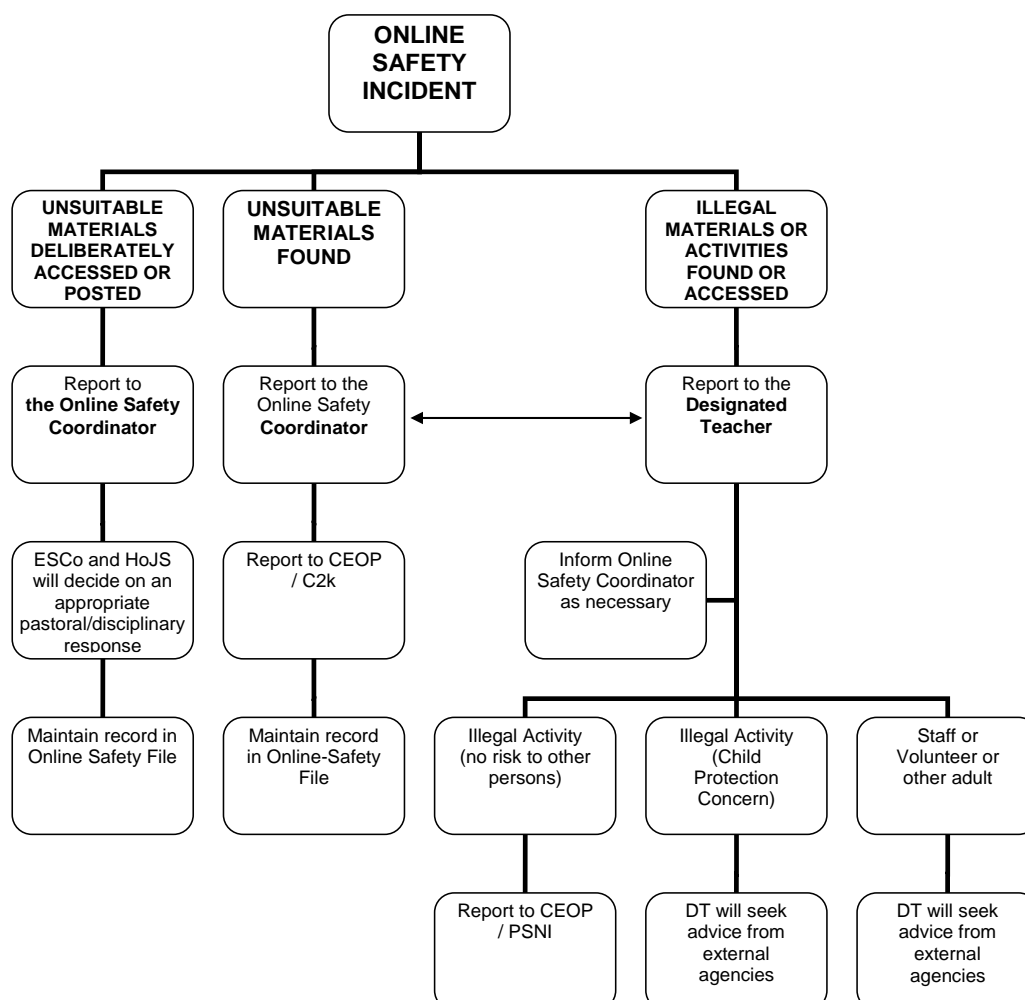 ONLINE
SAFETY
INCIDENT
UNSUITABLE
MATERIALS
DELIBERATELY
ACCESSED OR
POSTED
UNSUITABLE
MATERIALS
FOUND
ILLEGAL
MATERIALS OR
ACTIVITIES
FOUND OR
ACCESSED
Report to
the Online Safety
Coordinator
Report to the
Online Safety
Coordinator
Report to the
Designated
Teacher
ESCo and HoJS
will decide on an
appropriate
pastoral/disciplinary
response
Report to CEOP
/ C2k
Inform Online
Safety Coordinator
as necessary
Maintain record in
Online Safety File
Maintain record
in Online-Safety
File
Illegal Activity
(no risk to other
persons)
Illegal Activity
(Child
Protection
Concern)
Staff or
Volunteer or
other adult
Report to CEOP
/ PSNI
DT will seek
advice from
external
agencies
DT will seek
advice from
external
agencies